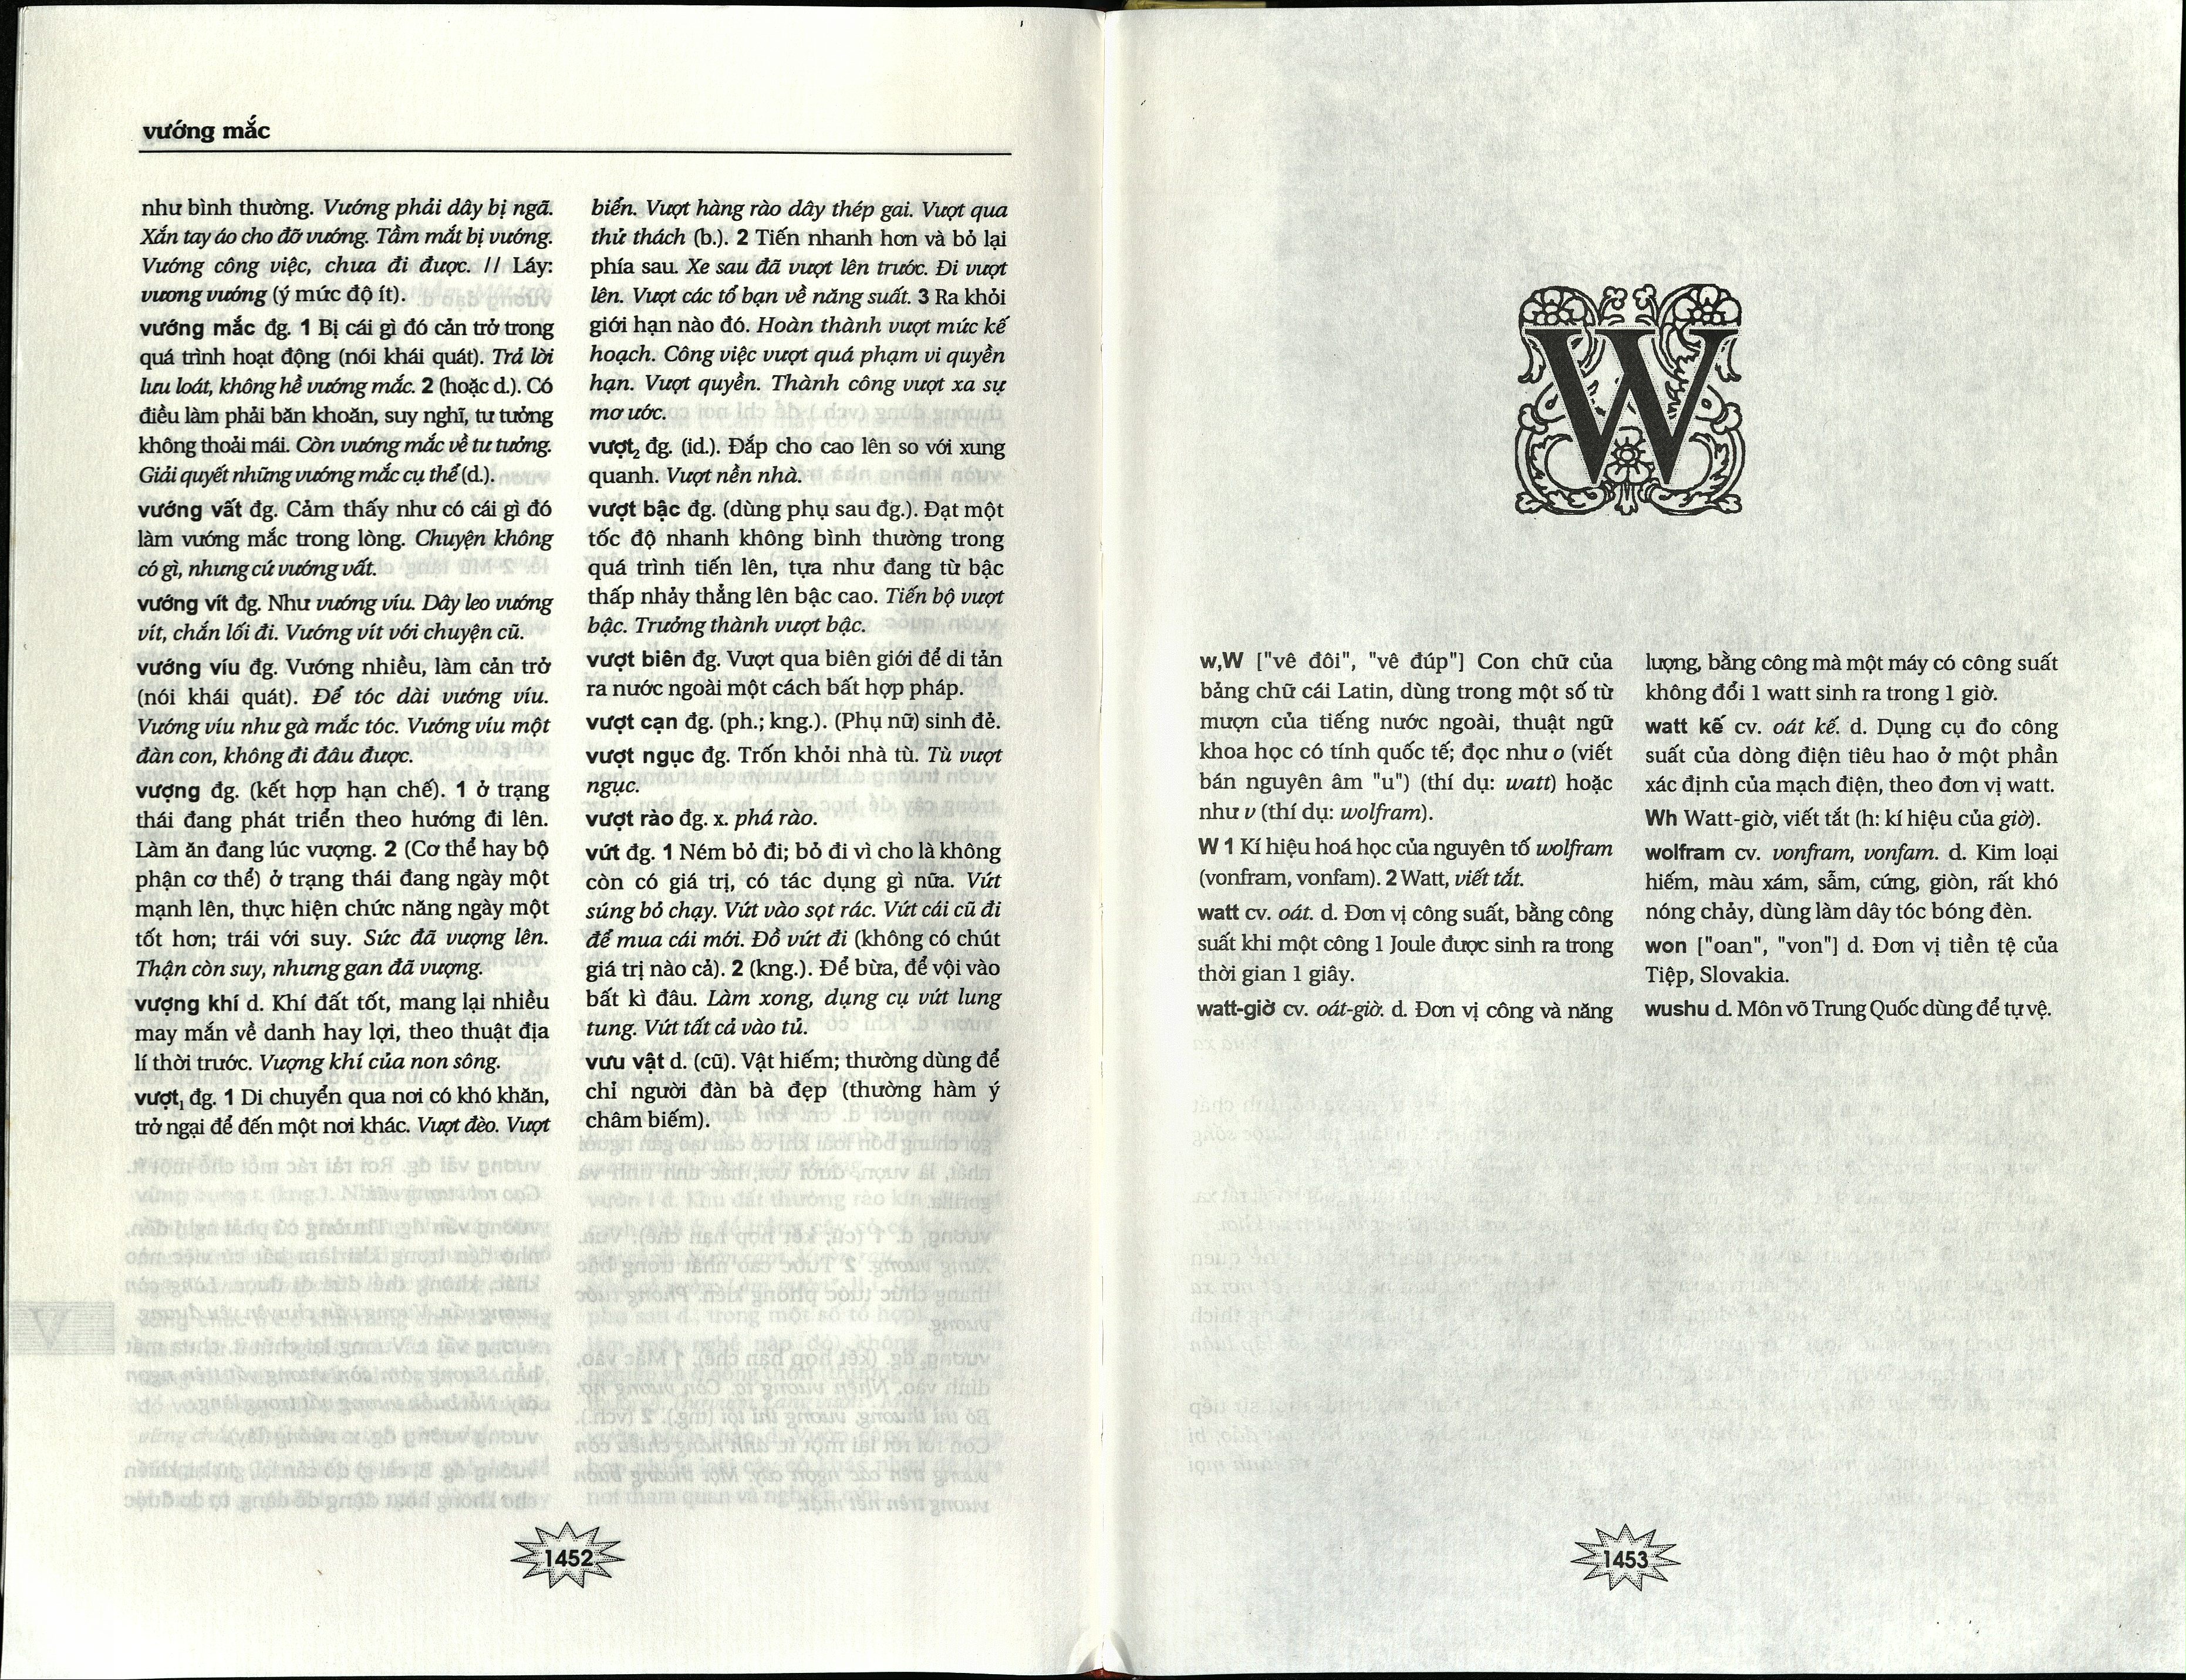 vướng mắc
như bình thường. Vướng phải dây bị ngã.
Xắn tay áo cho đỡ vướng. Tầm mắt bị vướng.
Vướng công việc, chưa đi được. // Láy:
vương vướng (ý mức độ ít).
vướng mắc đg. 1 Bị cái gì đó cản trở trong
quá trình hoạt động (nói khái quát). Trả lời
lưu loát, không hề vướng mắc. 2 (hoặc d.). Có
điều làm phải băn khoăn, suy nghĩ, tư tưởng
không thoải mái. Còn vướng mắc về tư tưởng.
Giải quyết những vướng mắc cụ thể (d.).
vướng vất đg. Cảm thấy như có cái gì đó
làm vướng mắc trong lòng. Chuyện không
có gì, nhưng cứ vướng vất.
vướng vít đg. Như vướng víu. Dây leo vướng
vít, chắn lối đi. Vướng vít với chuyện cũ.
vướng víu đg. Vướng nhiều, làm cản trở
(nói khái quát). Để tóc dài vướng víu.
Vướng víu như gà mắc tóc. Vướng víu một
đàn con, không đi đâu được.
vượng đg. (kết hợp hạn chế). 1 ở trạng
thái đang phát triển theo hướng đi lên.
Làm ăn đang lúc vượng. 2 (Cơ thể hay bộ
phận cơ thể) ở trạng thái đang ngày một
mạnh lên, thực hiện chức năng ngày một
tốt hơn; trái với suy. Sức đã vượng lên.
Thận còn suy, nhưng gan đã vượng.
vượng khí d. Khí đất tốt, mang lại nhiều
may mắn về danh hay lợi, theo thuật địa
lí thời trước. Vượng khí của non sông.
vượt₁ đg. 1 Di chuyển qua nơi có khó khăn,
trở ngại để đến một nơi khác. Vượt đèo. Vượt
biển. Vượt hàng rào dây thép gai. Vượt qua
thử thách (b.). 2 Tiến nhanh hơn và bỏ lại
phía sau. Xe sau đã vượt lên trước. Đi vượt
lên. Vượt các tổ bạn về năng suất. 3 Ra khỏi
giới hạn nào đó. Hoàn thành vượt mức kế
hoạch. Công việc vượt quá phạm vi quyền
hạn. Vượt quyền. Thành công vượt xa sự
mơ ước.
vượt₂ đg. (id.). Đắp cho cao lên so với xung
quanh. Vượt nền nhà.
vượt bậc đg. (dùng phụ sau đg.). Đạt một
tốc độ nhanh không bình thường trong
quá trình tiến lên, tựa như đang từ bậc
thấp nhảy thẳng lên bậc cao. Tiến bộ vượt
bậc. Trưởng thành vượt bậc.
vượt biên đg. Vượt qua biên giới để di tản
ra nước ngoài một cách bất hợp pháp.
vượt cạn đg. (ph.; kng.). (Phụ nữ) sinh đẻ.
vượt ngục đg. Trốn khỏi nhà tù. Tù vượt
ngục.
vượt rào đg. x. phá rào.
vứt đg. 1 Ném bỏ đi; bỏ đi vì cho là không
còn có giá trị, có tác dụng gì nữa. Vứt
súng bỏ chạy. Vứt vào sọt rác. Vứt cái cũ đi
để mua cái mới. Đồ vứt đi (không có chút
giá trị nào cả). 2 (kng.). Để bừa, để vội vào
bất kì đâu. Làm xong, dụng cụ vứt lung
tung. Vứt tất cả vào tủ.
vưu vật d. (cũ). Vật hiếm; thường dùng để
chỉ người đàn bà đẹp (thường hàm ý
châm biếm).
1452
W
w,W ["vê đôi", "vê đúp"] Con chữ của
bảng chữ cái Latin, dùng trong một số từ
mượn của tiếng nước ngoài, thuật ngữ
khoa học có tính quốc tế; đọc như o (viết
bán nguyên âm "u") (thí dụ: watt) hoặc
như v (thí dụ: wolfram).
W 1 Kí hiệu hoá học của nguyên tố wolfram
(vonfram, vonfam). 2 Watt, viết tắt.
watt cv. oát. d. Đơn vị công suất, bằng công
suất khi một công 1 Joule được sinh ra trong
thời gian 1 giây.
watt-giờ cv. oát-giờ. d. Đơn vị công và năng
lượng, bằng công mà một máy có công suất
không đổi 1 watt sinh ra trong 1 giờ.
watt kế cv. oát kế. d. Dụng cụ đo công
suất của dòng điện tiêu hao ở một phần
xác định của mạch điện, theo đơn vị watt.
Wh Watt-giờ, viết tắt (h: kí hiệu của giờ).
wolfram cv. vonfram, vonfam. d. Kim loại
hiếm, màu xám, sẫm, cứng, giòn, rất khó
nóng chảy, dùng làm dây tóc bóng đèn.
won ["oan", "von"] d. Đơn vị tiền tệ của
Tiệp, Slovakia.
wushu d. Môn võ Trung Quốc dùng để tự vệ.
1453